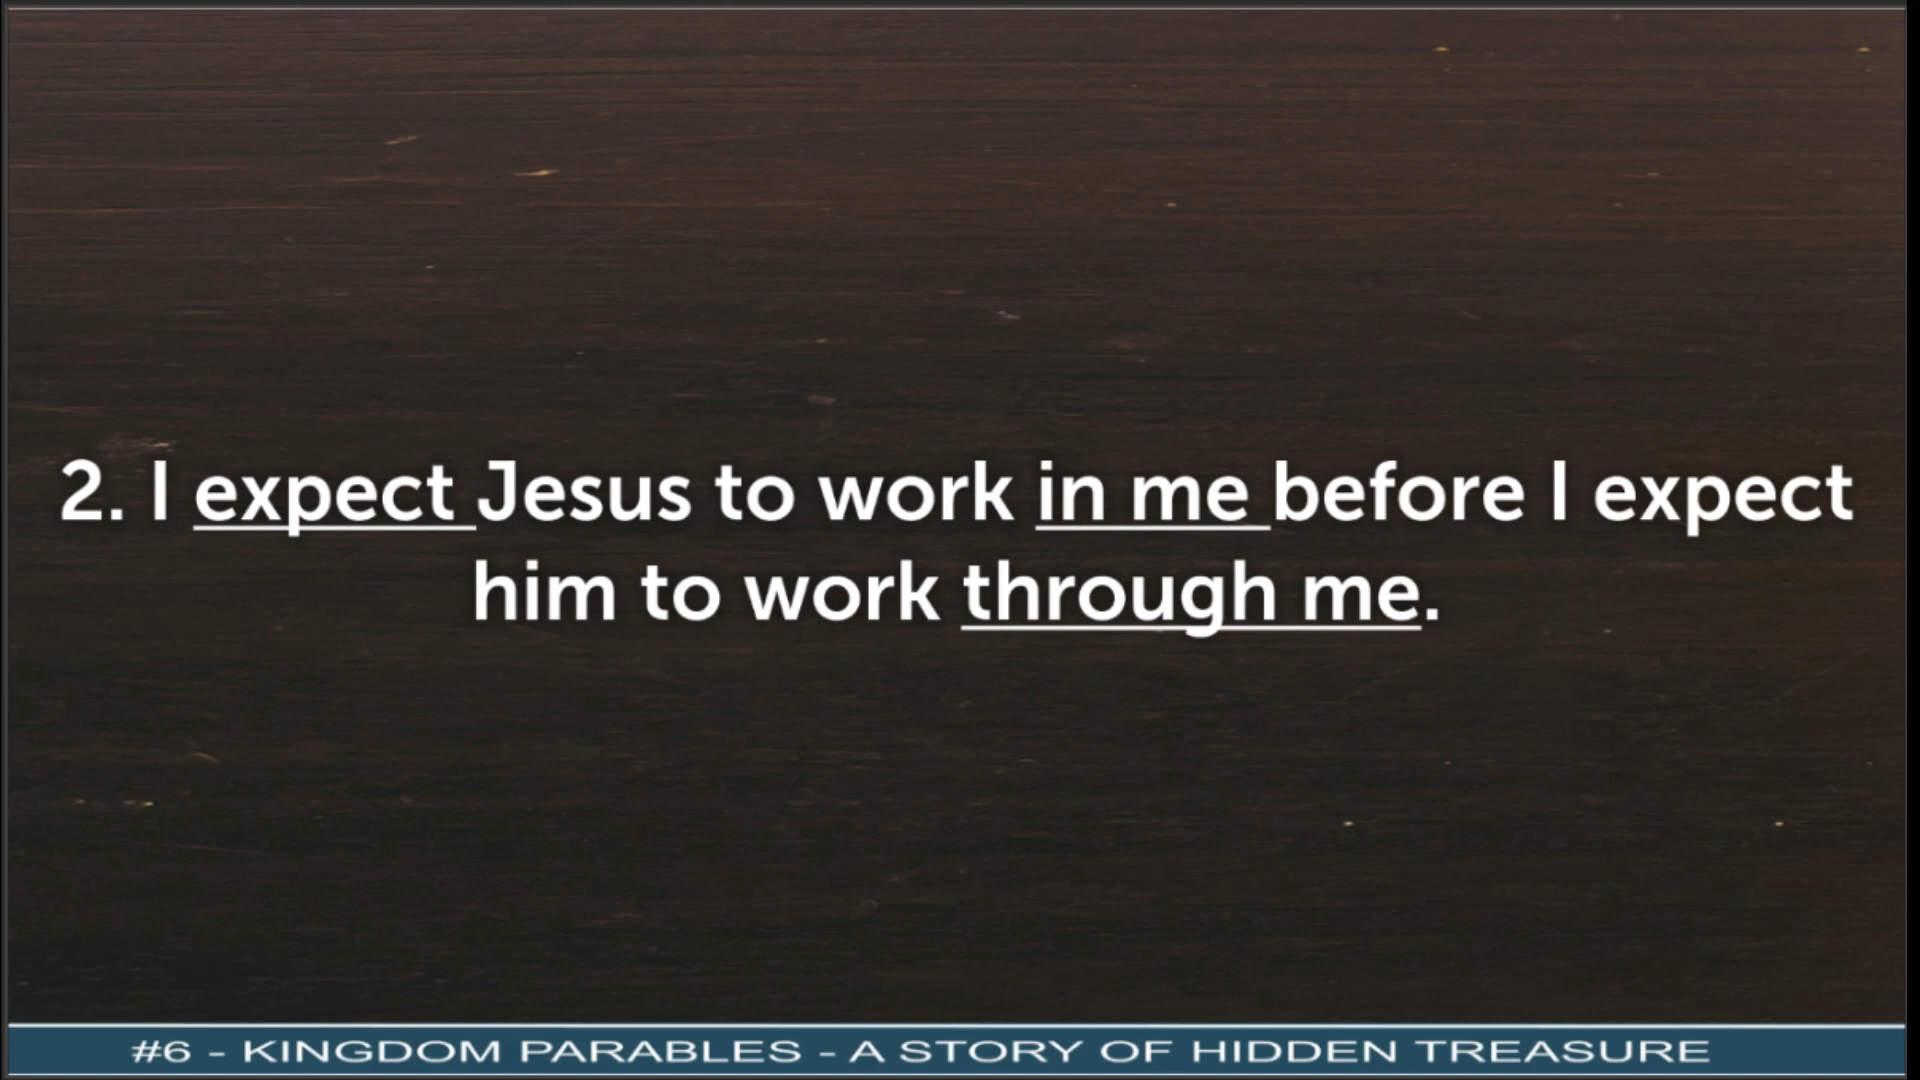 2. I expect Jesus to work in me before I expect
him to work through me.
#6 - KINGDOM PARABLES - A STORY OF HIDDEN TREASURE